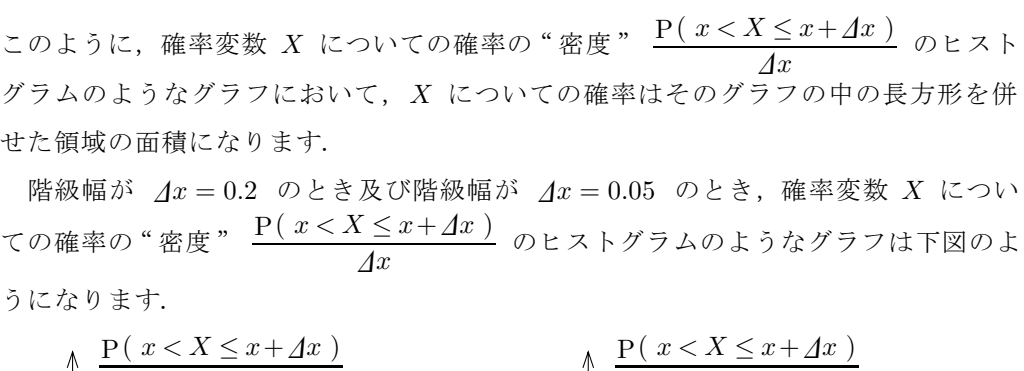 このように，確率変数 X についての確率の“密度” P( x < X ≤ x+Δx ) / Δx のヒスト
グラムのようなグラフにおいて，X についての確率はそのグラフの中の長方形を併
せた領域の面積になります．
階級幅が Δx = 0.2 のとき及び階級幅が Δx = 0.05 のとき，確率変数 X につい
ての確率の“密度” P( x < X ≤ x+Δx ) / Δx のヒストグラムのようなグラフは下図のよ
うになります．
P( x < X ≤ x+Δx ) P( x < X ≤ x+Δx )